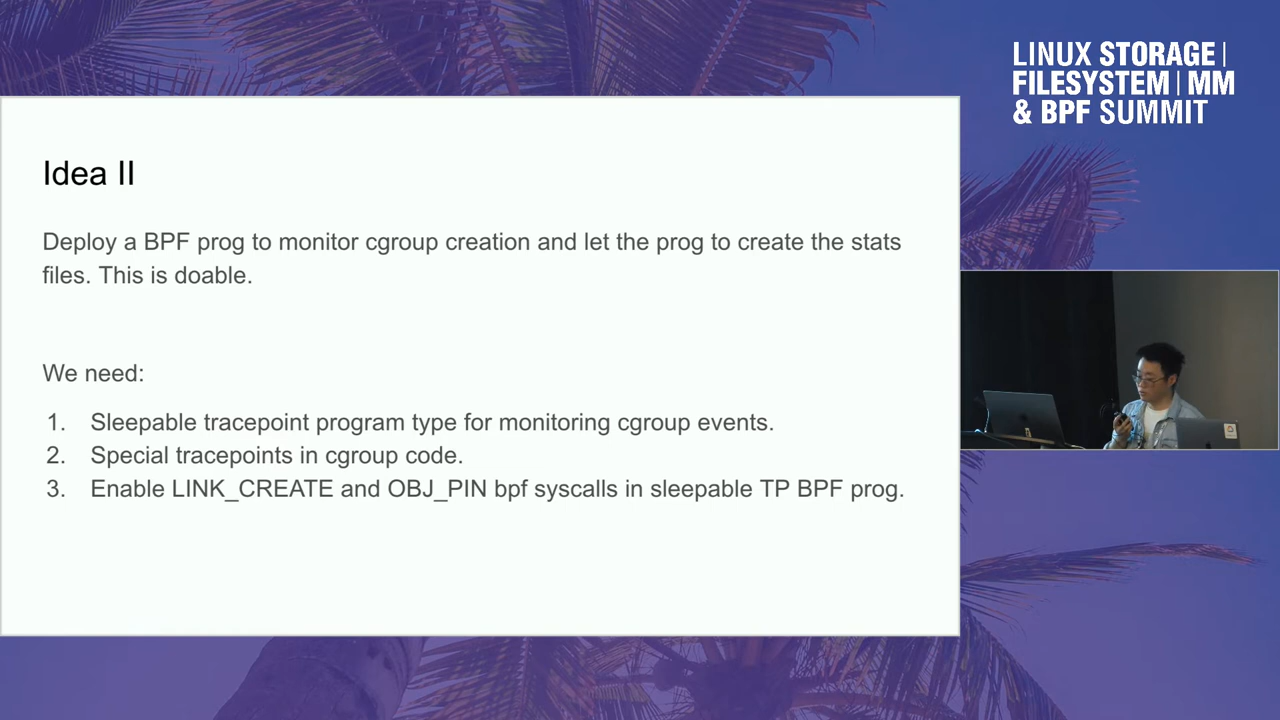 LINUX STORAGE |
FILESYSTEM | MM
& BPF SUMMIT
Idea II
Deploy a BPF prog to monitor cgroup creation and let the prog to create the stats
files. This is doable.
We need:
1. Sleepable tracepoint program type for monitoring cgroup events.
2. Special tracepoints in cgroup code.
3. Enable LINK_CREATE and OBJ_PIN bpf syscalls in sleepable TP BPF prog.